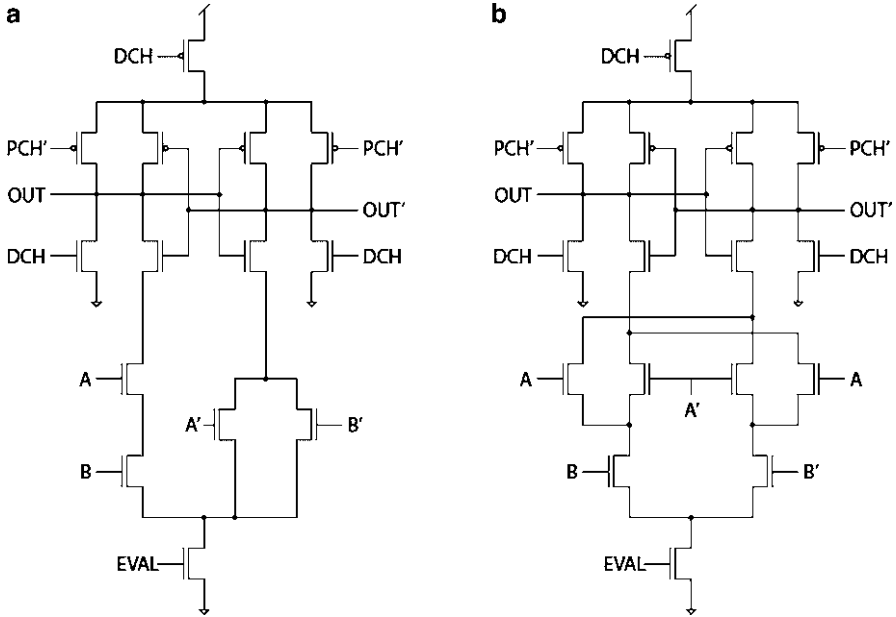 a
b
DCH
DCH
PCH'
PCH'
PCH'
PCH'
OUT
OUT'
OUT
OUT'
DCH
DCH
DCH
DCH
A
A
A
A'
A'
B'
B
B
B'
EVAL
EVAL